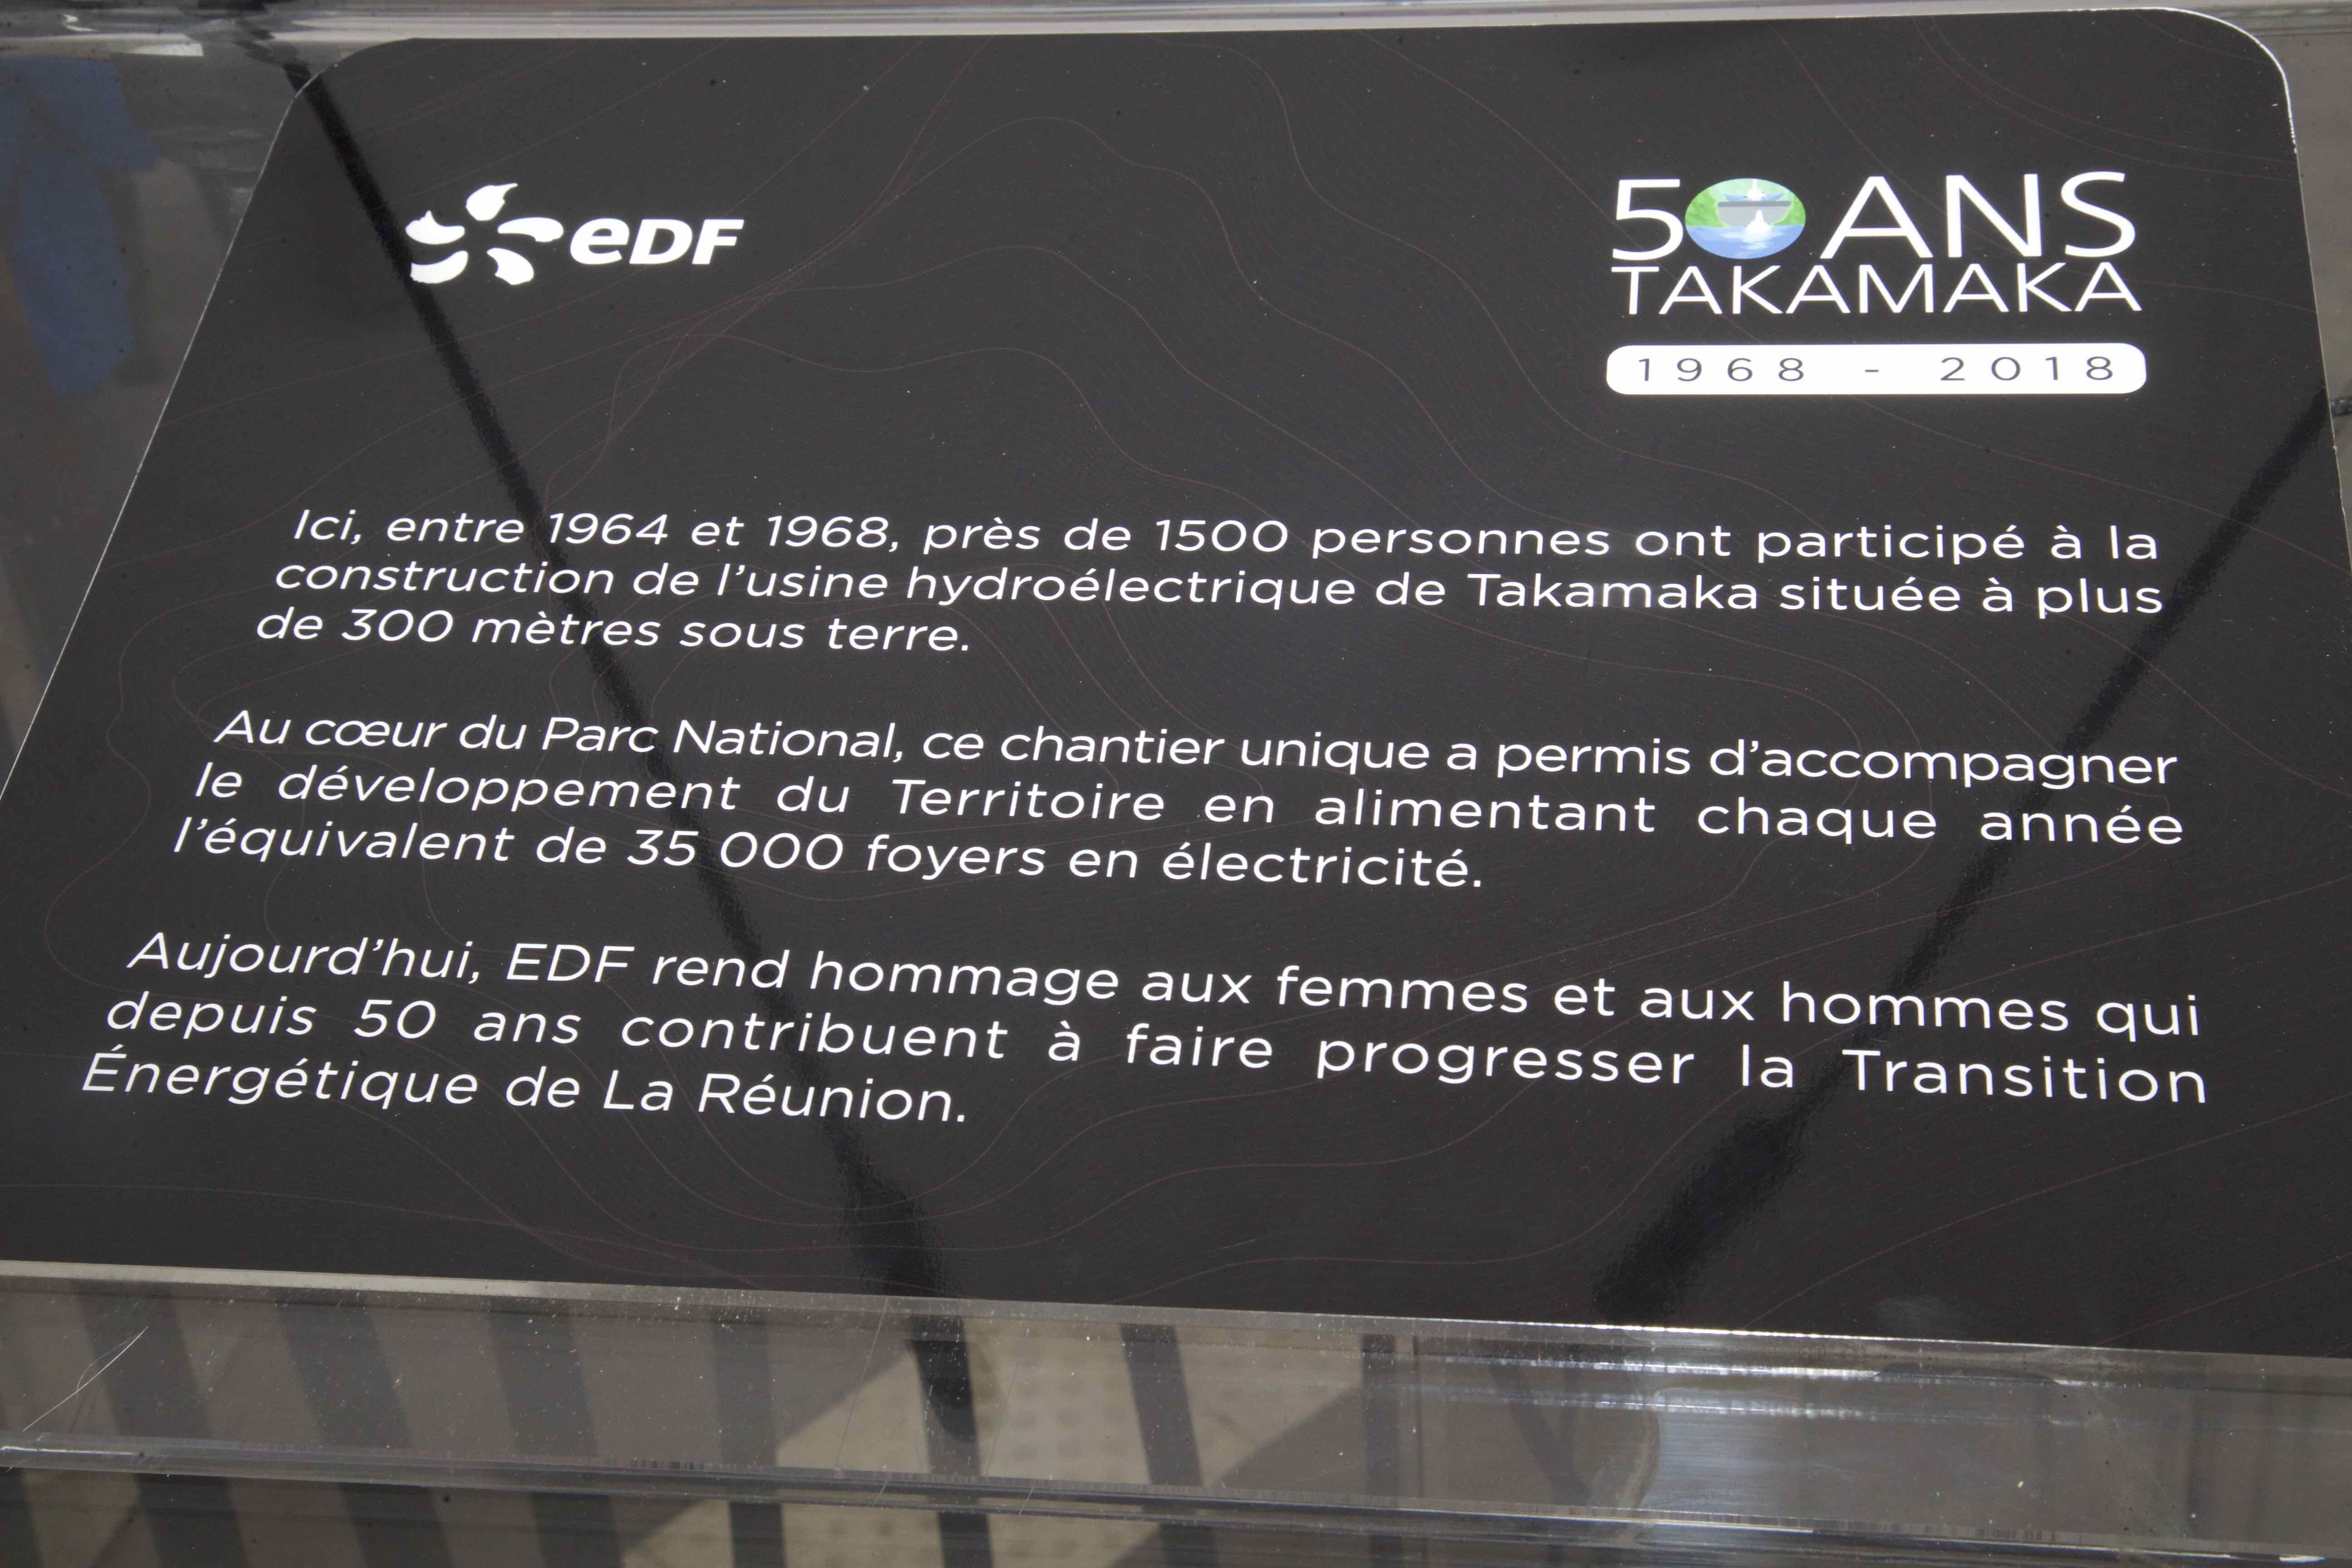 eDF
50 ANS
TAKAMAKA
1968 - 2018
Ici, entre 1964 et 1968, près de 1500 personnes ont participé à la
construction de l'usine hydroélectrique de Takamaka située à plus
de 300 mètres sous terre.
Au cœur du Parc National, ce chantier unique a permis d'accompagner
le développement du Territoire en alimentant chaque année
l'équivalent de 35 000 foyers en électricité.
Aujourd'hui, EDF rend hommage aux femmes et aux hommes qui
depuis 50 ans contribuent à faire progresser la Transition
Énergétique de La Réunion.